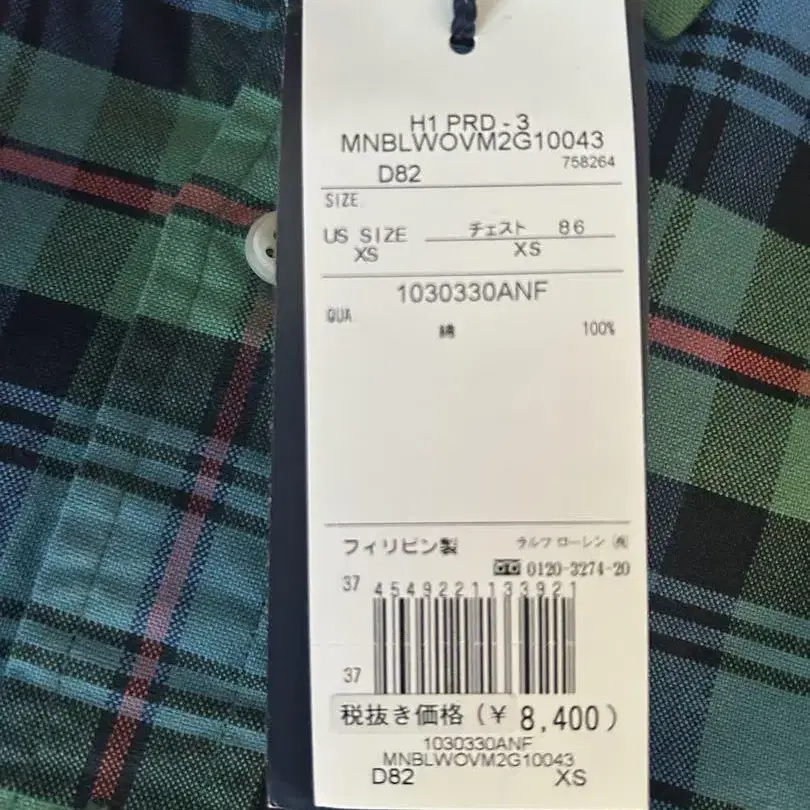 H1 PRD - 3
MNBLWOVM2G10043
758264
D82
SIZE
US SIZE チェスト 86
XS XS
1030330ANF
QUA
綿 100%
フィリピン製 ラルフ ローレン ㈲
0120-3274-20
37 4549221133921
37
税抜き価格 (¥ 8,400)
1030330ANF
MNBLWOVM2G10043
D82 XS